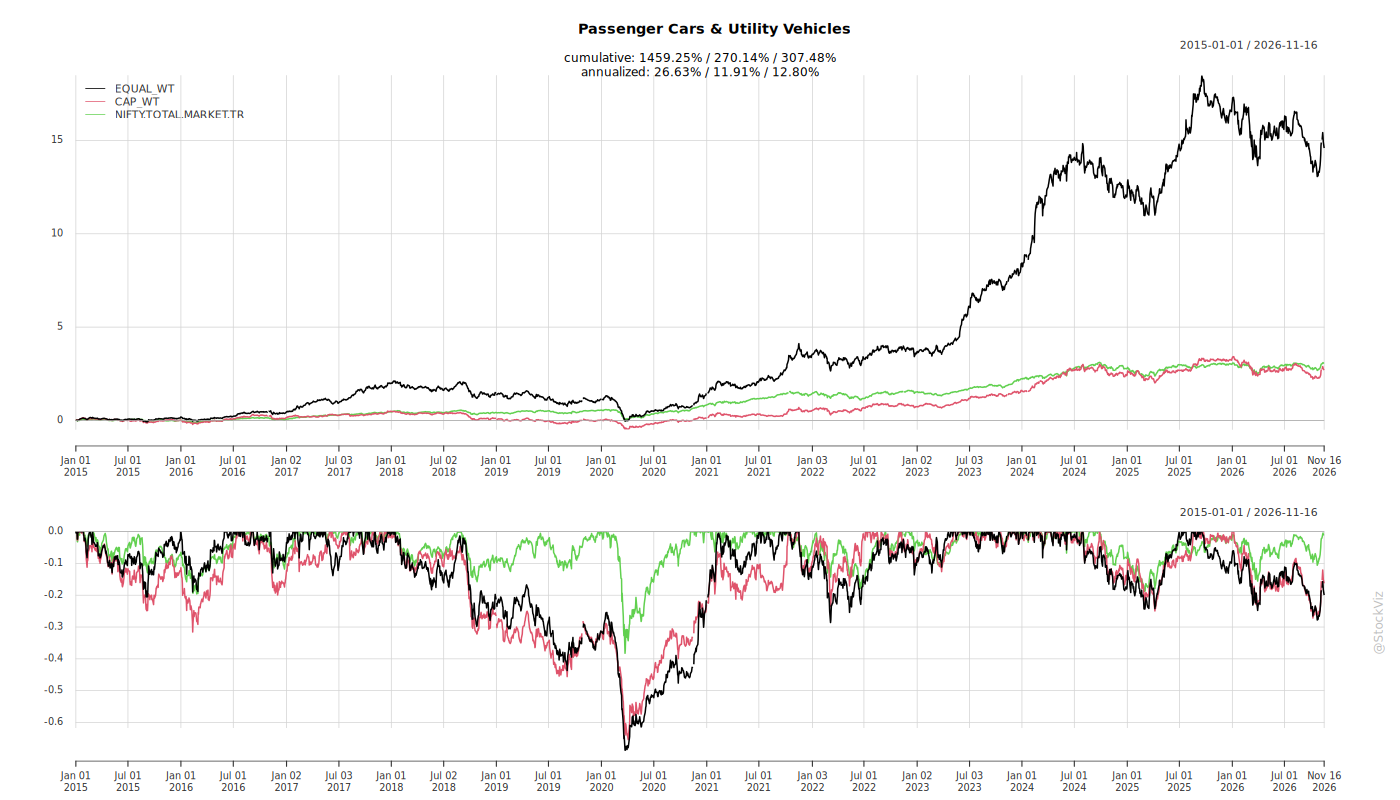 Passenger Cars & Utility Vehicles
2015-01-01 / 2026-11-16
cumulative: 1459.25% / 270.14% / 307.48%
annualized: 26.63% / 11.91% / 12.80%
EQUAL_WT
CAP_WT
NIFTY.TOTAL.MARKET.TR
15
10
5
0
Jan 01 Jul 01 Jan 01 Jul 01 Jan 02 Jul 03 Jan 01 Jul 02 Jan 01 Jul 01 Jan 01 Jul 01 Jan 01 Jul 01 Jan 03 Jul 01 Jan 02 Jul 03 Jan 01 Jul 01 Jan 01 Jul 01 Jan 01 Jul 01 Nov 16
2015 2015 2016 2016 2017 2017 2018 2018 2019 2019 2020 2020 2021 2021 2022 2022 2023 2023 2024 2024 2025 2025 2026 2026 2026
2015-01-01 / 2026-11-16
0.0
-0.1
-0.2
-0.3
-0.4
-0.5
-0.6
Jan 01 Jul 01 Jan 01 Jul 01 Jan 02 Jul 03 Jan 01 Jul 02 Jan 01 Jul 01 Jan 01 Jul 01 Jan 01 Jul 01 Jan 03 Jul 01 Jan 02 Jul 03 Jan 01 Jul 01 Jan 01 Jul 01 Jan 01 Jul 01 Nov 16
2015 2015 2016 2016 2017 2017 2018 2018 2019 2019 2020 2020 2021 2021 2022 2022 2023 2023 2024 2024 2025 2025 2026 2026 2026
@StockViz